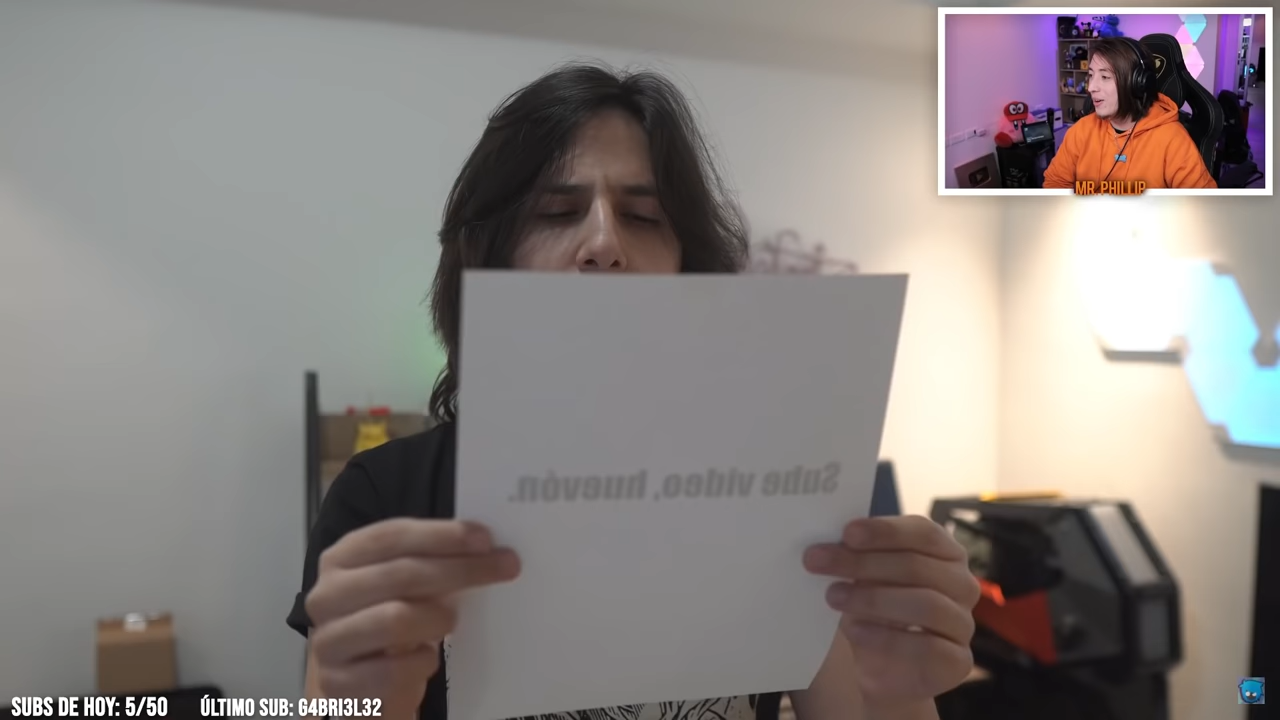 MR. PHILLIP
Sube video, huevón.
SUBS DE HOY: 5/50
ÚLTIMO SUB: G4BRI3L32